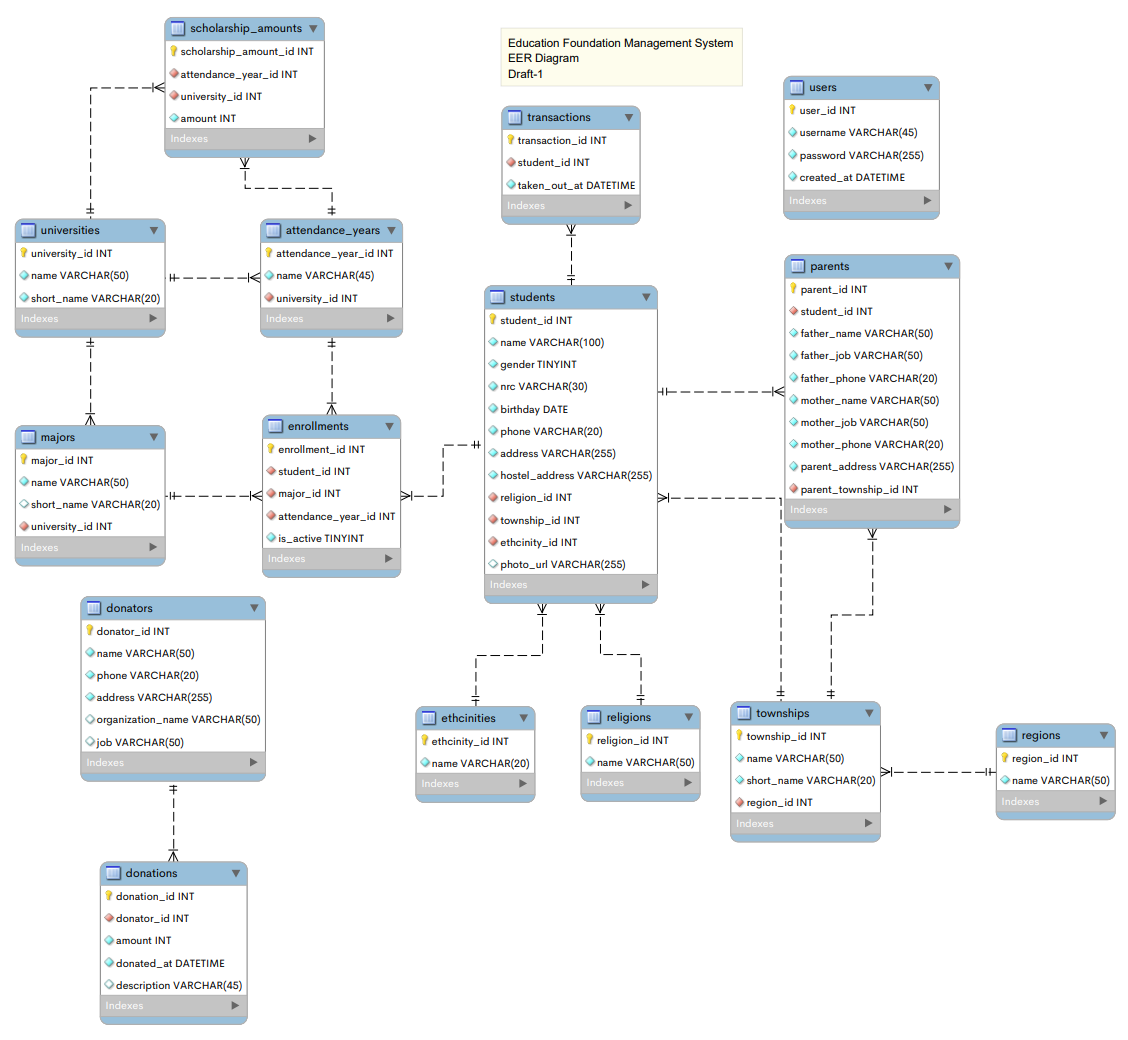 scholarship_amounts
scholarship_amount_id INT
attendance_year_id INT
university_id INT
amount INT
Indexes
Education Foundation Management System
EER Diagram
Draft-1
transactions
transaction_id INT
student_id INT
taken_out_at DATETIME
Indexes
users
user_id INT
username VARCHAR(45)
password VARCHAR(255)
created_at DATETIME
Indexes
universities
university_id INT
name VARCHAR(50)
short_name VARCHAR(20)
Indexes
attendance_years
attendance_year_id INT
name VARCHAR(45)
university_id INT
Indexes
students
student_id INT
name VARCHAR(100)
gender TINYINT
nrc VARCHAR(30)
birthday DATE
phone VARCHAR(20)
address VARCHAR(255)
hostel_address VARCHAR(255)
religion_id INT
township_id INT
ethcinity_id INT
photo_url VARCHAR(255)
Indexes
parents
parent_id INT
student_id INT
father_name VARCHAR(50)
father_job VARCHAR(50)
father_phone VARCHAR(20)
mother_name VARCHAR(50)
mother_job VARCHAR(50)
mother_phone VARCHAR(20)
parent_address VARCHAR(255)
parent_township_id INT
Indexes
majors
major_id INT
name VARCHAR(50)
short_name VARCHAR(20)
university_id INT
Indexes
enrollments
enrollment_id INT
student_id INT
major_id INT
attendance_year_id INT
is_active TINYINT
Indexes
donators
donator_id INT
name VARCHAR(50)
phone VARCHAR(20)
address VARCHAR(255)
organization_name VARCHAR(50)
job VARCHAR(50)
Indexes
ethcinities
ethcinity_id INT
name VARCHAR(20)
Indexes
religions
religion_id INT
name VARCHAR(50)
Indexes
townships
township_id INT
name VARCHAR(50)
short_name VARCHAR(20)
region_id INT
Indexes
regions
region_id INT
name VARCHAR(50)
Indexes
donations
donation_id INT
donator_id INT
amount INT
donated_at DATETIME
description VARCHAR(45)
Indexes